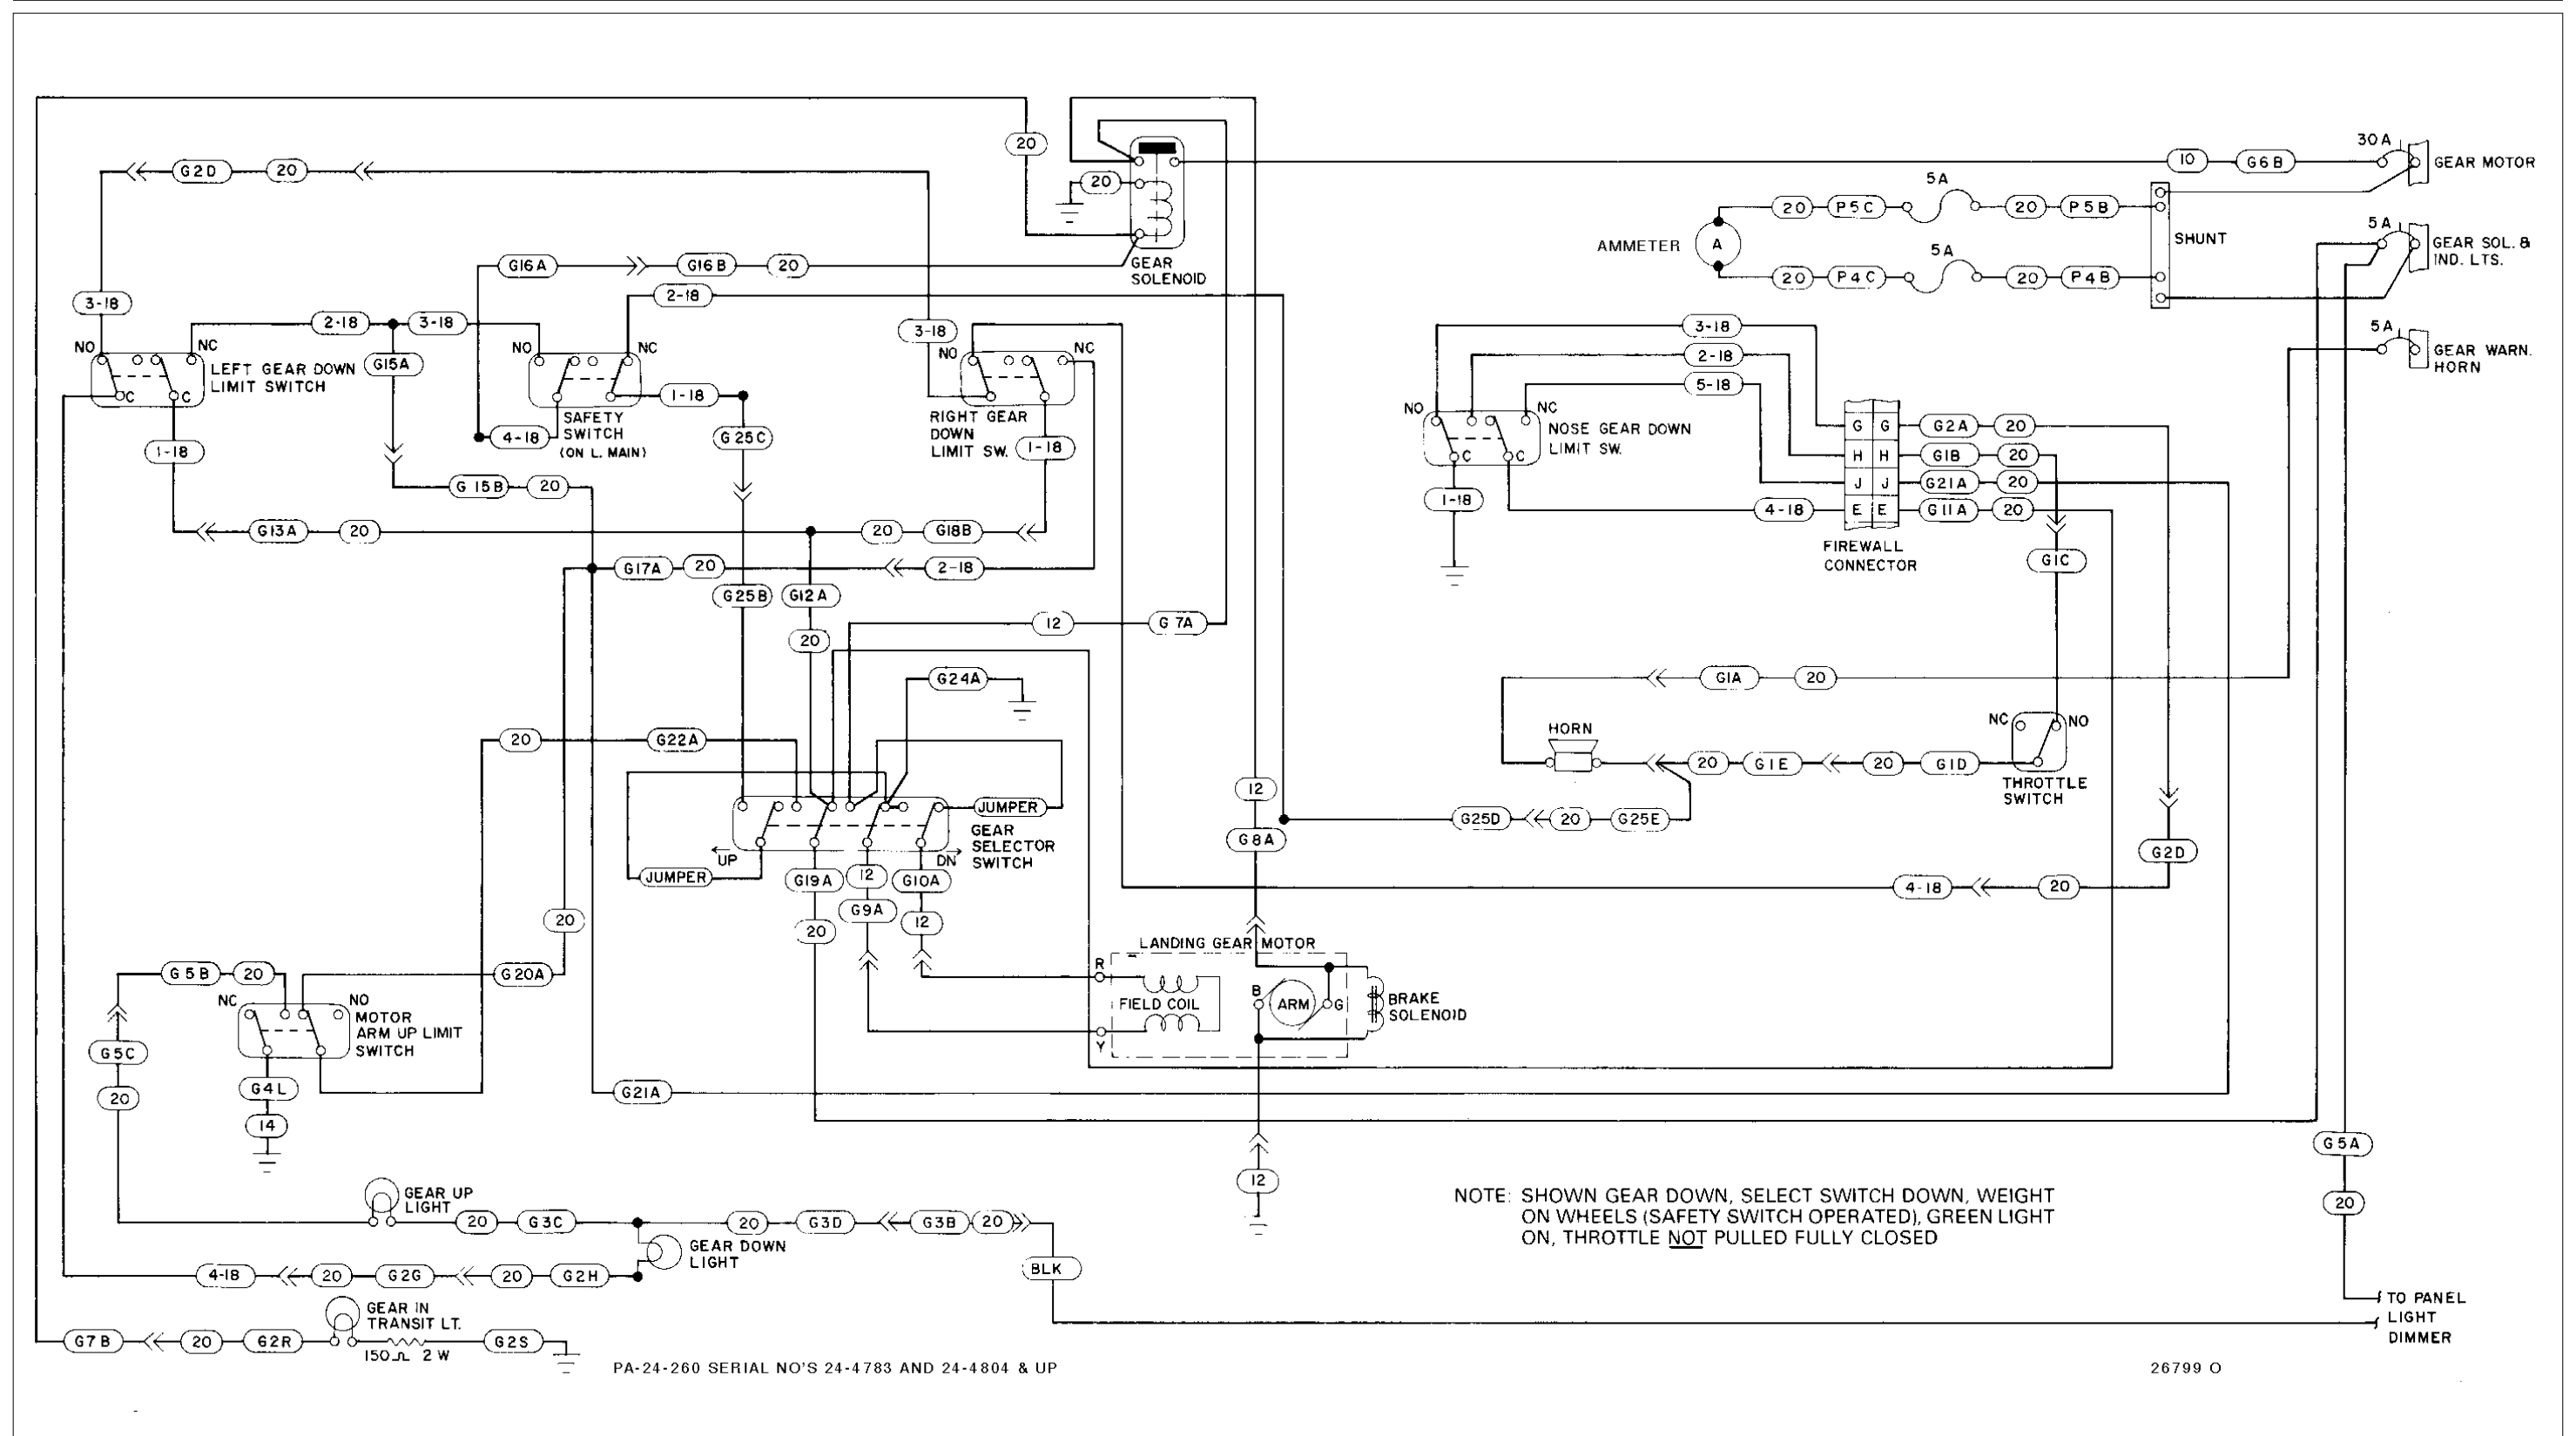 20
G2D
20
10
G6B
30A
GEAR MOTOR
20
5A
20
P5C
20
P5B
5A
AMMETER
A
SHUNT
GEAR SOL. &
IND. LTS.
G16A
G16B
20
GEAR
SOLENOID
5A
20
P4C
20
P4B
3-18
2-18
2-18
3-18
3-18
NO
NC
G15A
NO
NC
NO
NC
LEFT GEAR DOWN
LIMIT SWITCH
C
C
1-18
SAFETY
SWITCH
(ON L. MAIN)
4-18
G25C
RIGHT GEAR
DOWN
LIMIT SW.
1-18
1-18
3-18
2-18
5-18
5A
GEAR WARN.
HORN
NO
NC
NOSE GEAR DOWN
LIMIT SW.
C
C
1-18
4-18
G
G
G2A
20
H
H
G1B
20
J
J
G21A
20
E
E
G11A
20
FIREWALL
CONNECTOR
G1C
G15B
20
G13A
20
20
G18B
G17A
20
2-18
G25B
G12A
20
12
G7A
G24A
G1A
20
20
G22A
HORN
NC
NO
20
G1E
20
G1D
THROTTLE
SWITCH
JUMPER
12
GEAR
SELECTOR
SWITCH
UP
DN
JUMPER
G19A
12
G10A
G9A
12
20
G8A
G25D
20
G25E
G2D
4-18
20
20
G5B
20
G20A
LANDING GEAR MOTOR
R
FIELD COIL
Y
B
ARM
G
BRAKE
SOLENOID
NC
NO
MOTOR
ARM UP LIMIT
SWITCH
G5C
20
G4L
14
G21A
G5A
20
12
GEAR UP
LIGHT
20
G3C
20
G3D
G3B
20
GEAR DOWN
LIGHT
BLK
4-18
20
G2G
20
G2H
NOTE: SHOWN GEAR DOWN, SELECT SWITCH DOWN, WEIGHT
ON WHEELS (SAFETY SWITCH OPERATED), GREEN LIGHT
ON, THROTTLE NOT PULLED FULLY CLOSED
GEAR IN
TRANSIT LT.
G7B
20
G2R
150Ω 2 W
G2S
TO PANEL
LIGHT
DIMMER
PA-24-260 SERIAL NO'S 24-4783 AND 24-4804 & UP
26799 O